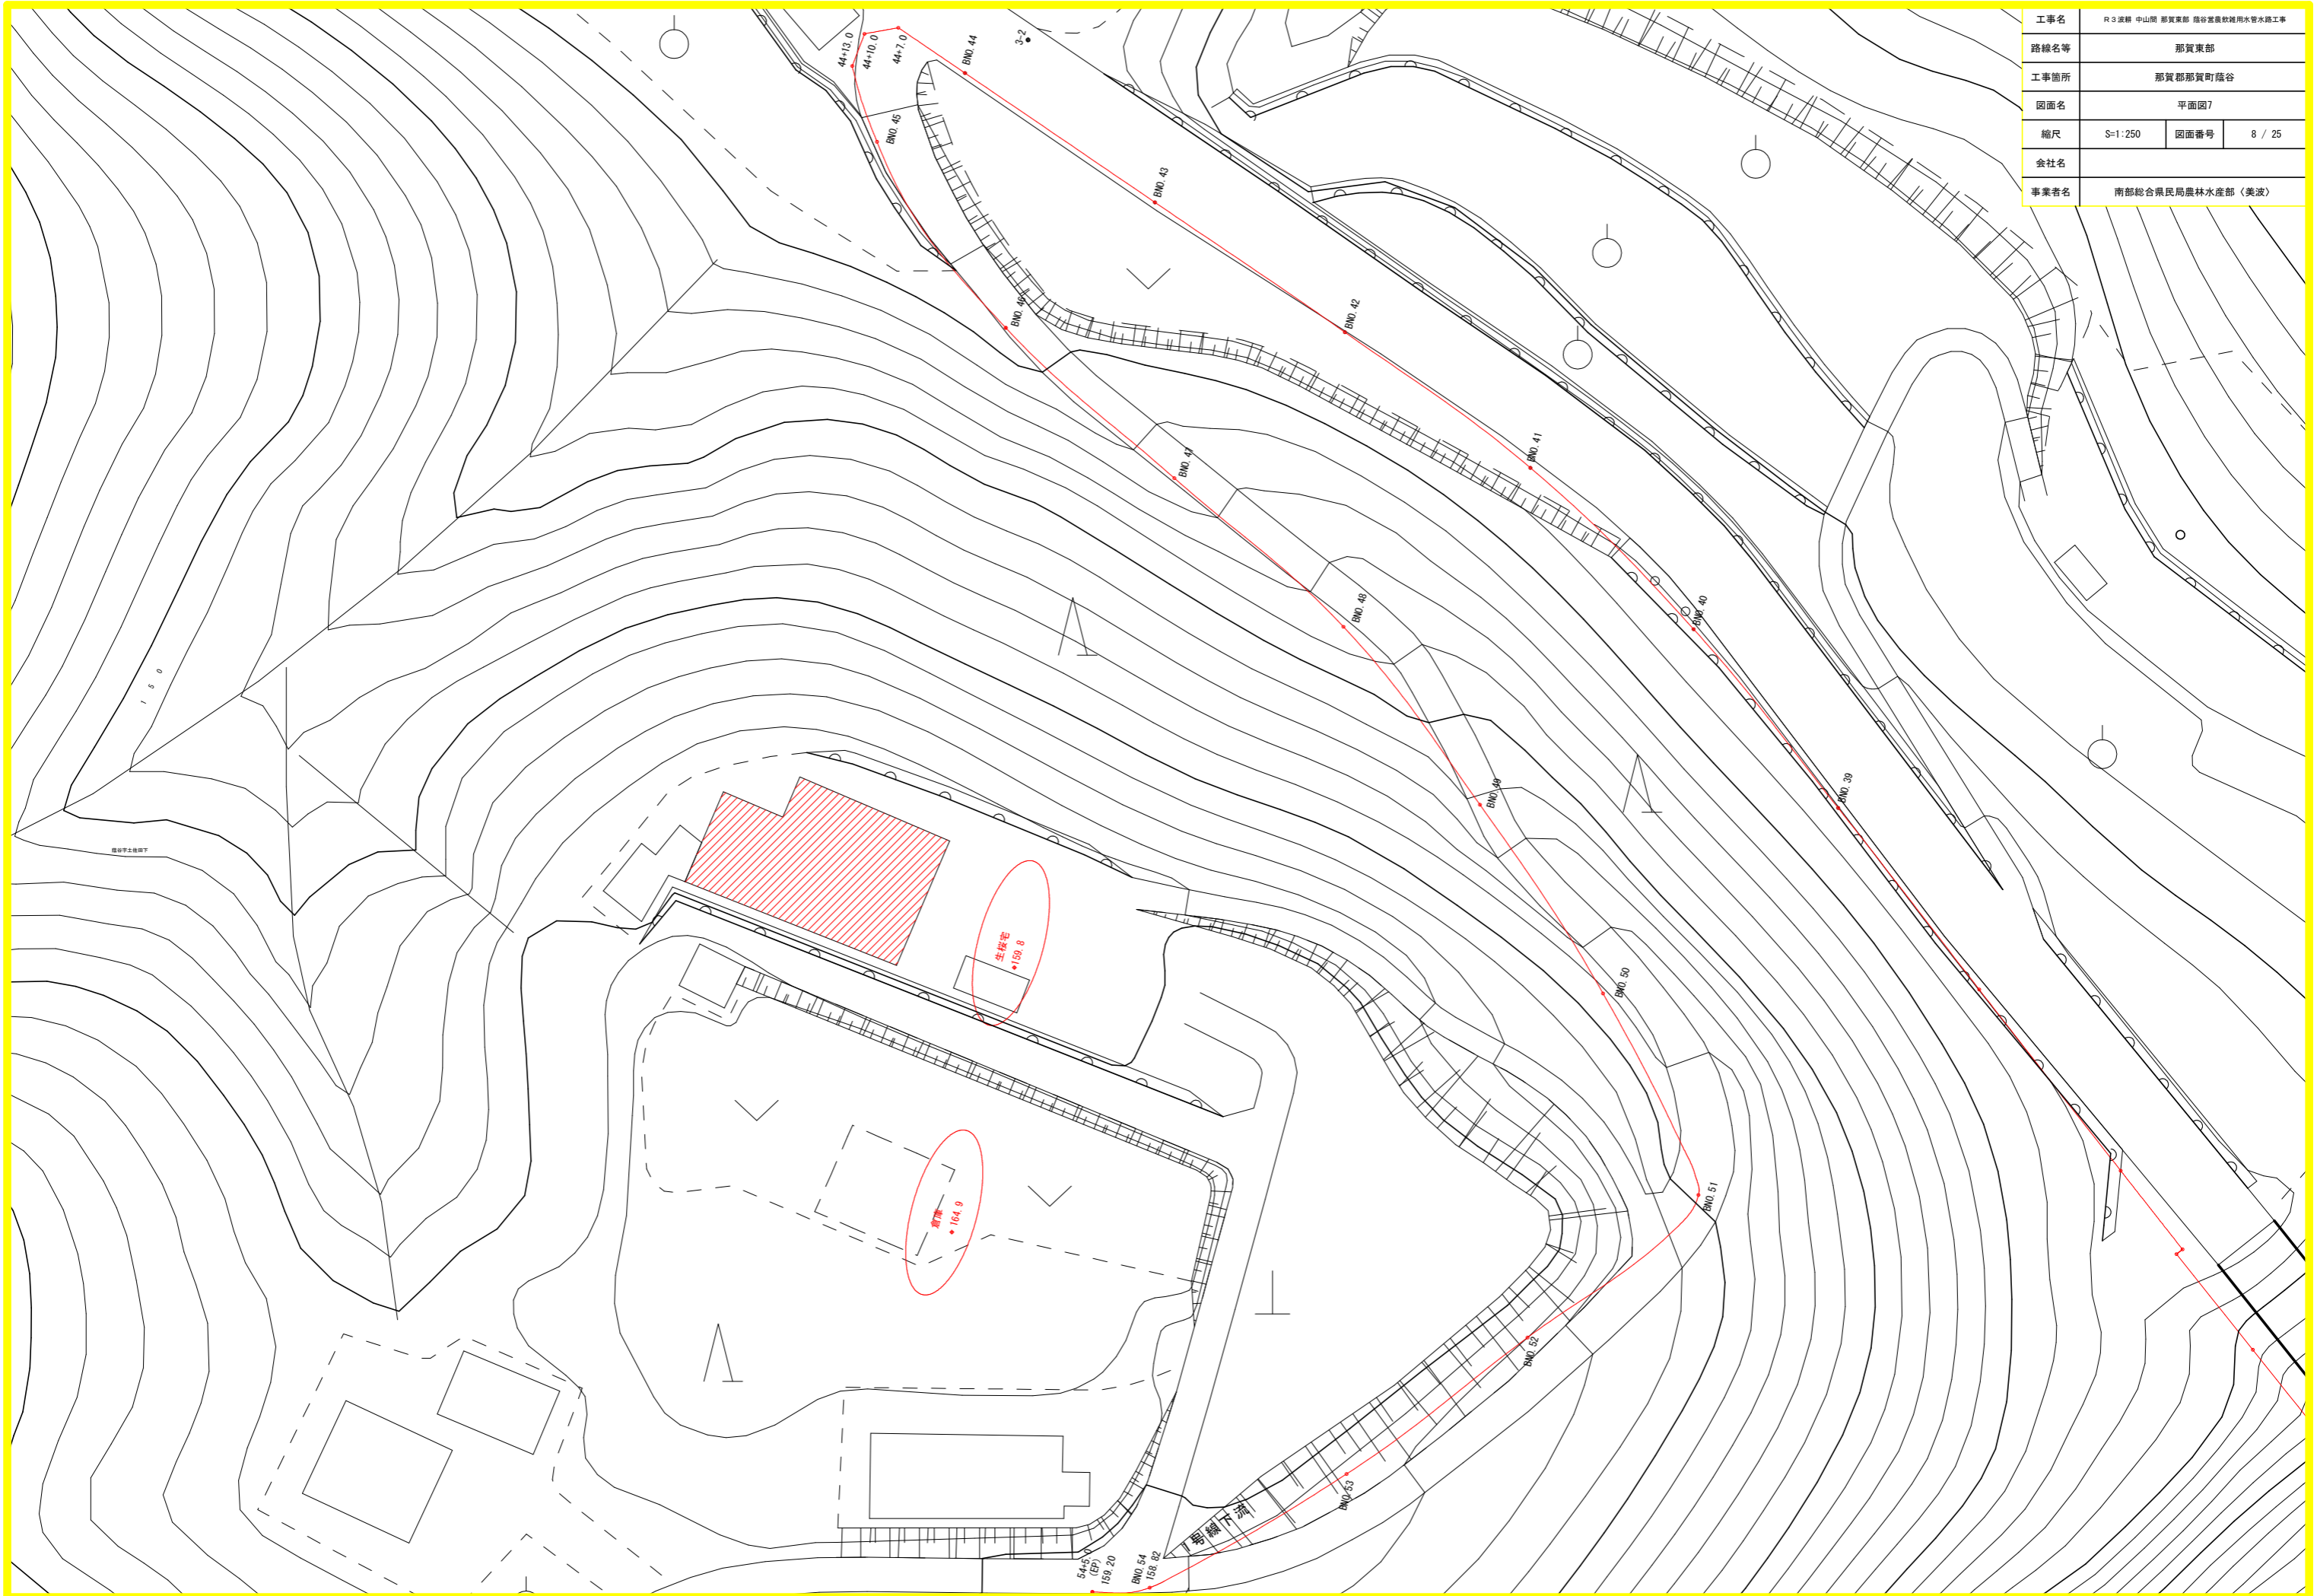 工事名 R3波耕 中山間 那賀東部 蔭谷営農飲雑用水管水路工事
路線名等 那賀東部
工事箇所 那賀郡那賀町蔭谷
図面名 平面図7
縮尺 S=1:250 図面番号 8 / 25
会社名
事業者名 南部総合県民局農林水産部〈美波〉
44+13.0
44+10.0
44+7.0
BNO.44
3-2
BNO.45
BNO.43
BNO.46
BNO.42
BNO.47
BNO.41
BNO.48
BNO.40
150
BNO.49
BNO.39
生桜宅
159.8
BNO.50
倉庫
164.9
BNO.51
BNO.52
BNO.53
54+5.0
(EP)
159.20
BNO.54
158.82